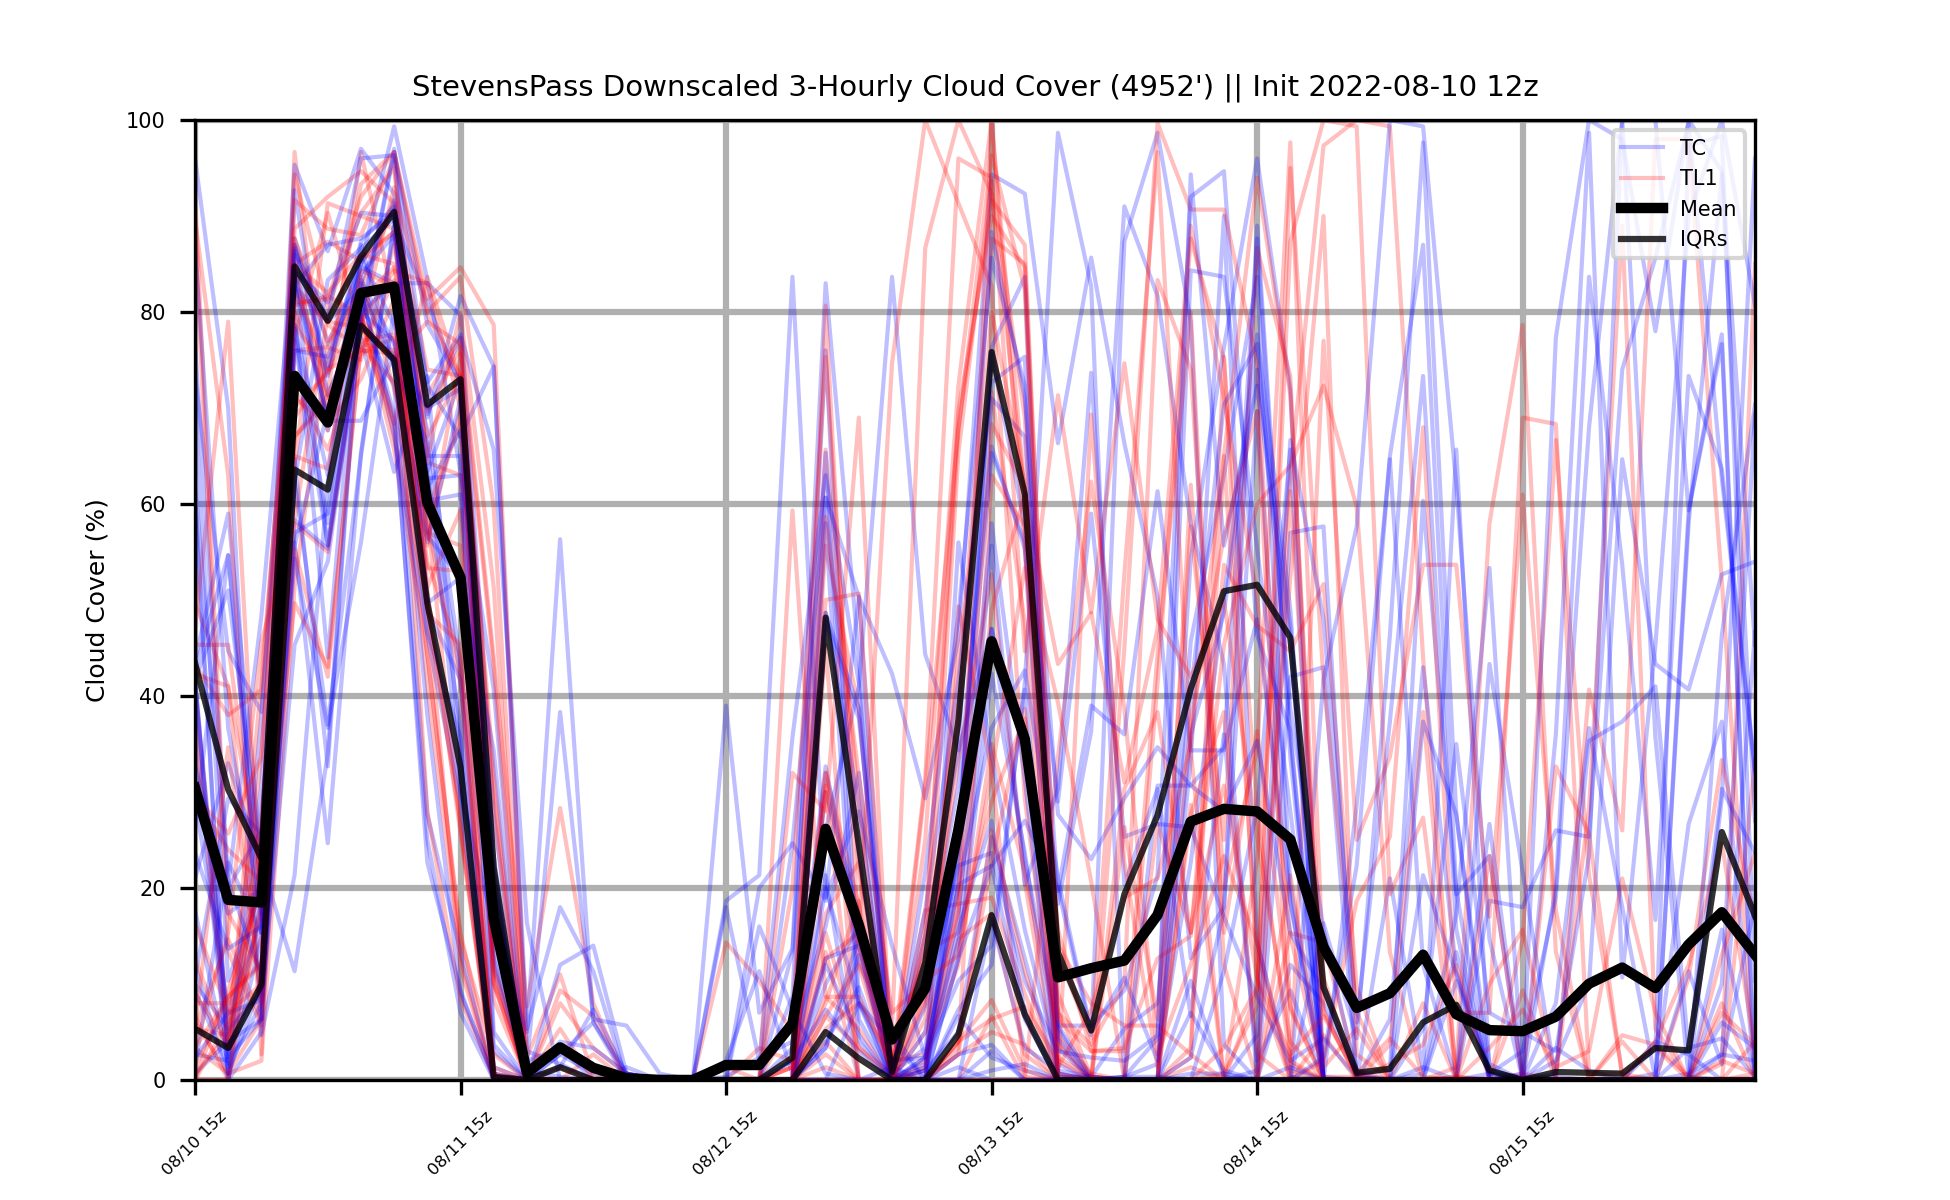 StevensPass Downscaled 3-Hourly Cloud Cover (4952') || Init 2022-08-10 12z
Cloud Cover (%)
100
80
60
40
20
0
TC
TL1
Mean
IQRs
08/10 15z
08/11 15z
08/12 15z
08/13 15z
08/14 15z
08/15 15z